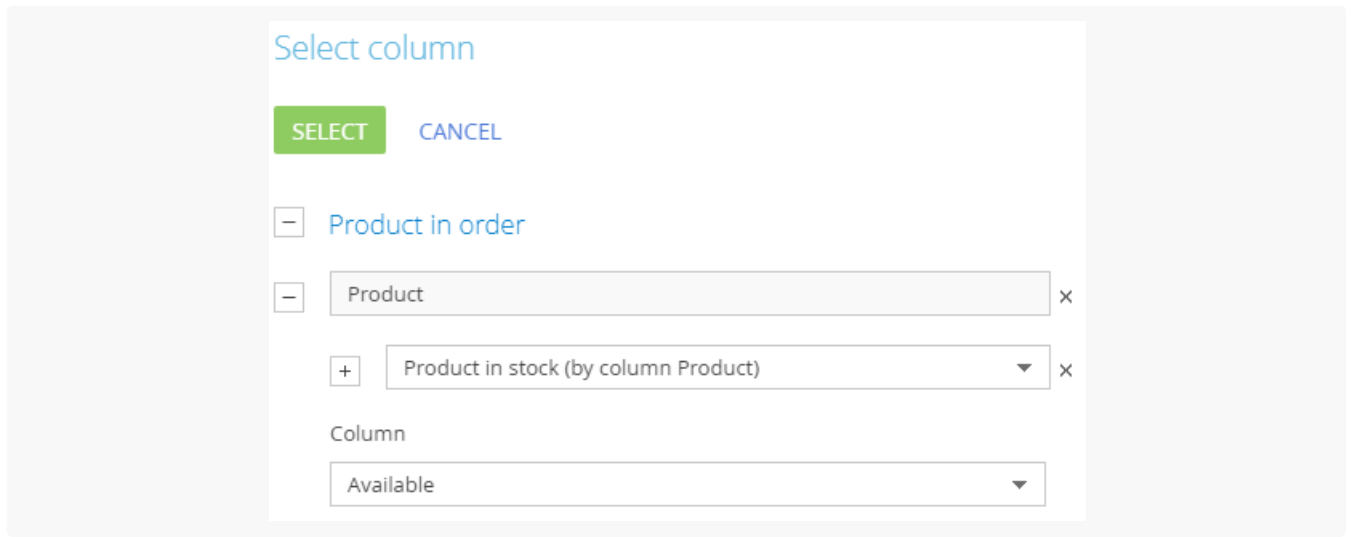 Select column
SELECT CANCEL
Product in order
Product
Product in stock (by column Product)
Column
Available